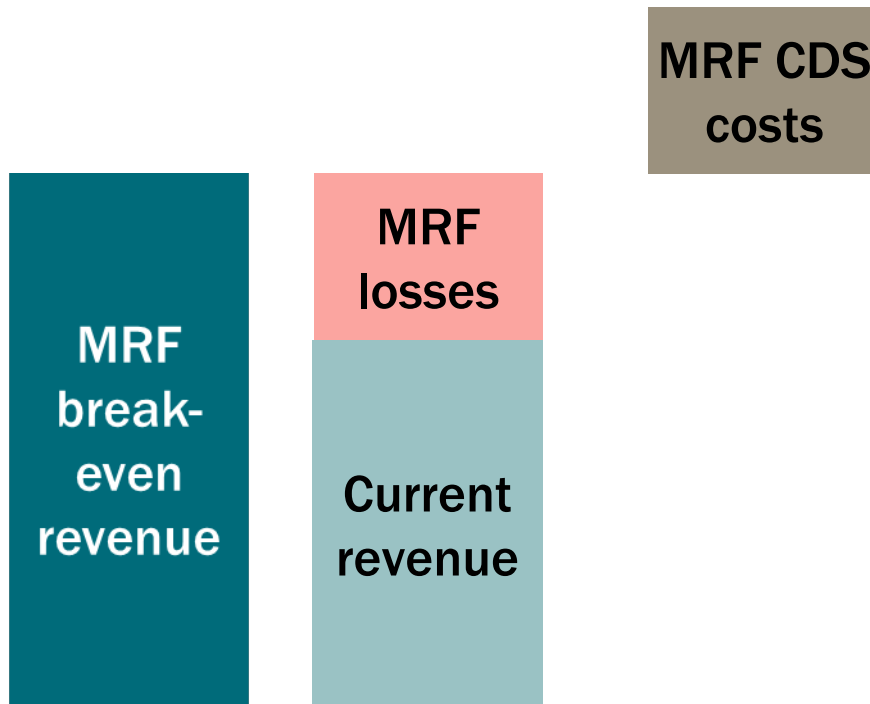 MRF CDS
costs
MRF
losses
MRF
break-
even
revenue
Current
revenue